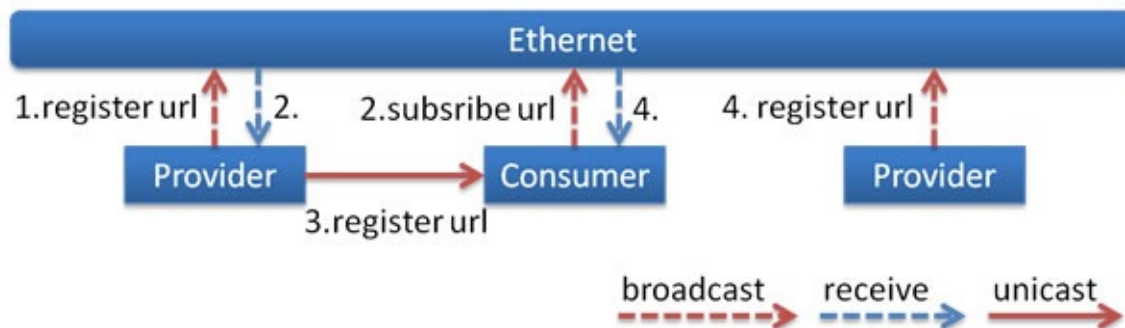 Ethernet
1.register url
2.
2.subsribe url
4.
4. register url
Provider
Consumer
Provider
3.register url
broadcast
receive
unicast